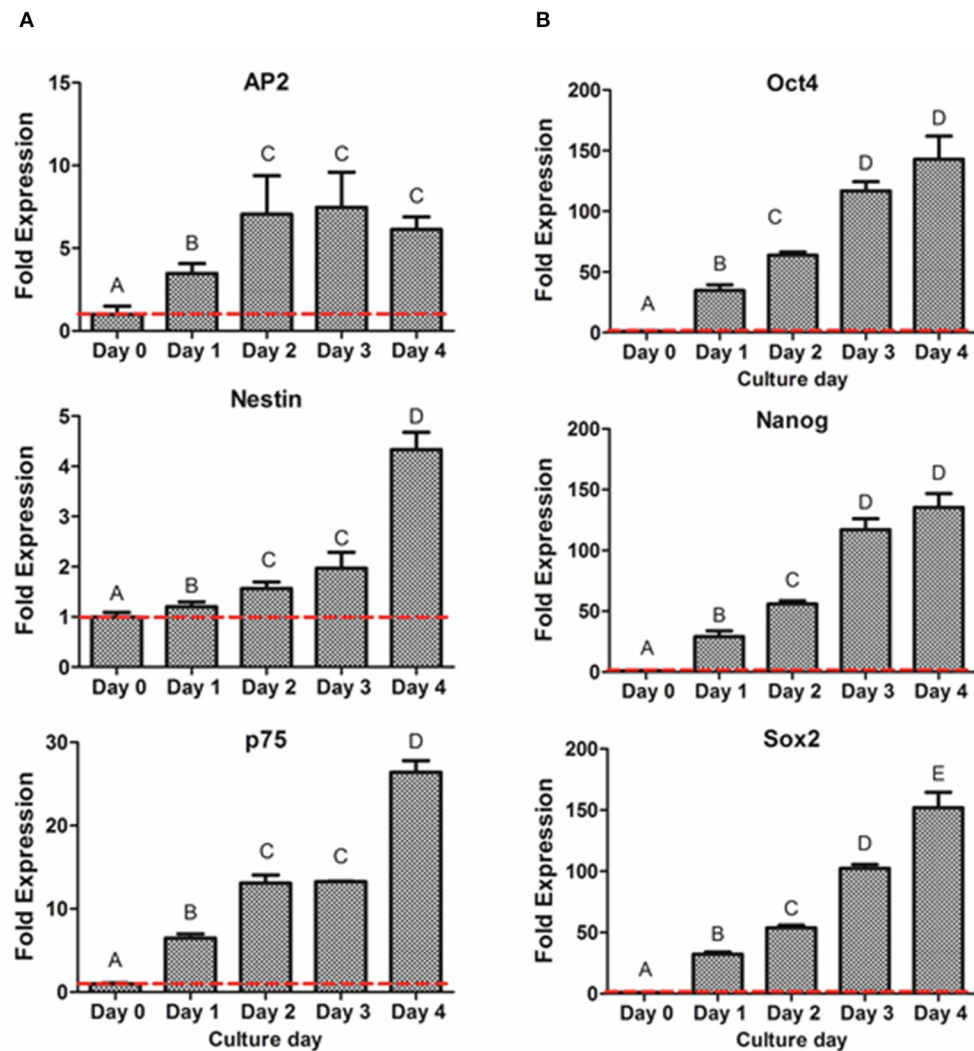 A
B
AP2
Fold Expression
15
10
5
0
A
B
C
C
C
Day 0 Day 1 Day 2 Day 3 Day 4
Nestin
Fold Expression
5
4
3
2
1
0
A
B
C
C
D
Day 0 Day 1 Day 2 Day 3 Day 4
p75
Fold Expression
30
20
10
0
A
B
C
C
D
Day 0 Day 1 Day 2 Day 3 Day 4
Culture day
Oct4
Fold Expression
200
150
100
50
0
A
B
C
D
D
Day 0 Day 1 Day 2 Day 3 Day 4
Culture day
Nanog
Fold Expression
200
150
100
50
0
A
B
C
D
D
Day 0 Day 1 Day 2 Day 3 Day 4
Sox2
Fold Expression
200
150
100
50
0
A
B
C
D
E
Day 0 Day 1 Day 2 Day 3 Day 4
Culture day